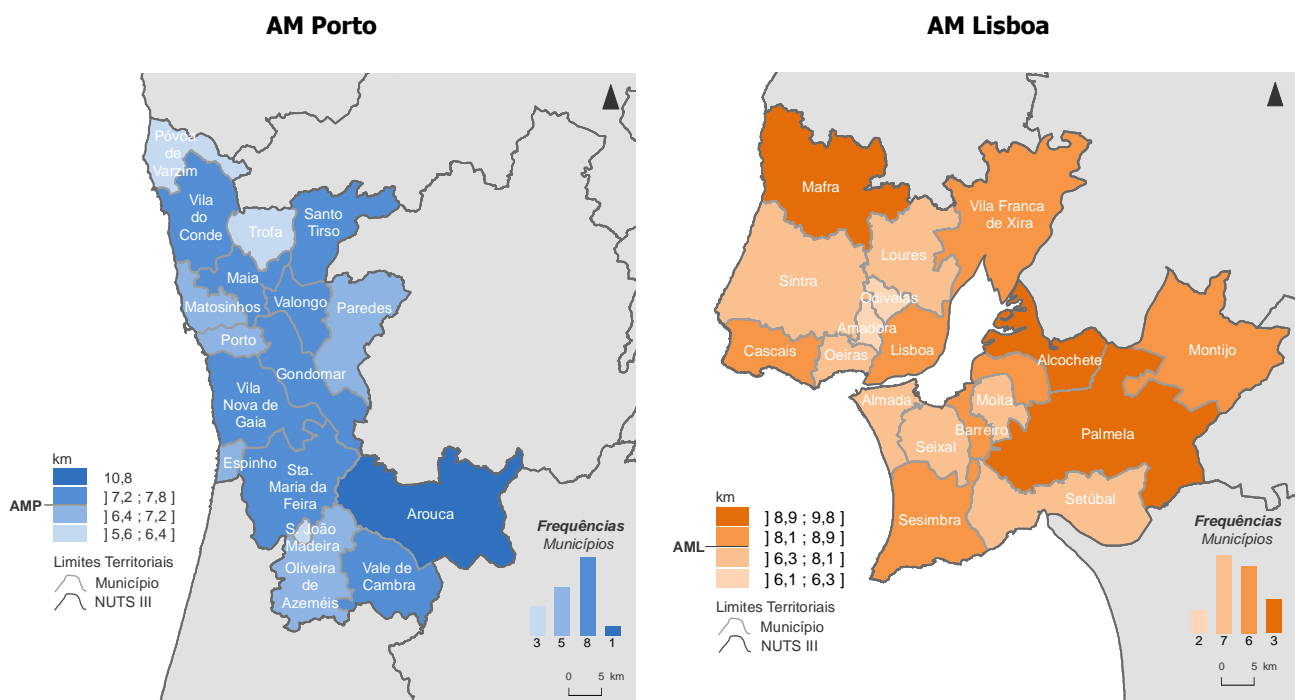 AM Porto
Póvoa
de
Varzim
Vila
do
Conde
Trofa
Santo
Tirso
Maia
Matosinhos
Valongo
Paredes
Porto
Gondomar
Vila
Nova de
Gaia
Espinho
Sta.
Maria da
Feira
Arouca
S. João
Madeira
Oliveira
de
Azeméis
Vale de
Cambra
km
10,8
] 7,2 ; 7,8 ]
AMP
] 6,4 ; 7,2 ]
] 5,6 ; 6,4 ]
Limites Territoriais
Município
NUTS III
Frequências
Municípios
3 5 8 1
0 5 km
AM Lisboa
Mafra
Vila Franca
de Xira
Loures
Sintra
Odivelas
Amadora
Cascais
Oeiras
Lisboa
Alcochete
Montijo
Almada
Moita
Seixal
Barreiro
Palmela
Setúbal
Sesimbra
km
] 8,9 ; 9,8 ]
] 8,1 ; 8,9 ]
AML
] 6,3 ; 8,1 ]
] 6,1 ; 6,3 ]
Limites Territoriais
Município
NUTS III
Frequências
Municípios
2 7 6 3
0 5 km